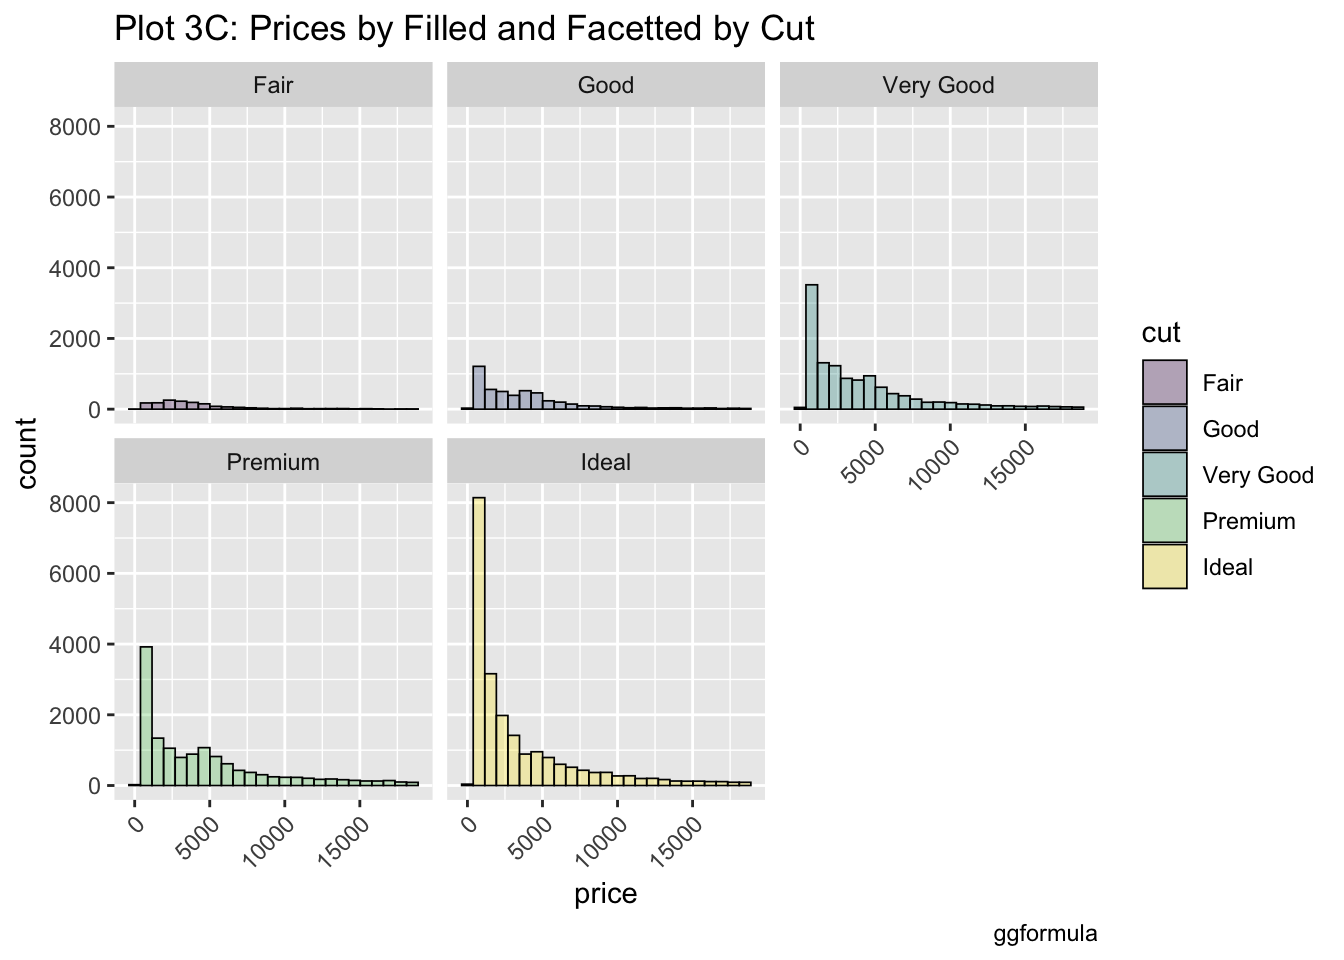 Plot 3C: Prices by Filled and Facetted by Cut
Fair
Good
Very Good
8000
6000
4000
2000
0
0
5000
10000
15000
count
Premium
Ideal
8000
6000
4000
2000
0
0
5000
10000
15000
0
5000
10000
15000
price
cut
Fair
Good
Very Good
Premium
Ideal
ggformula